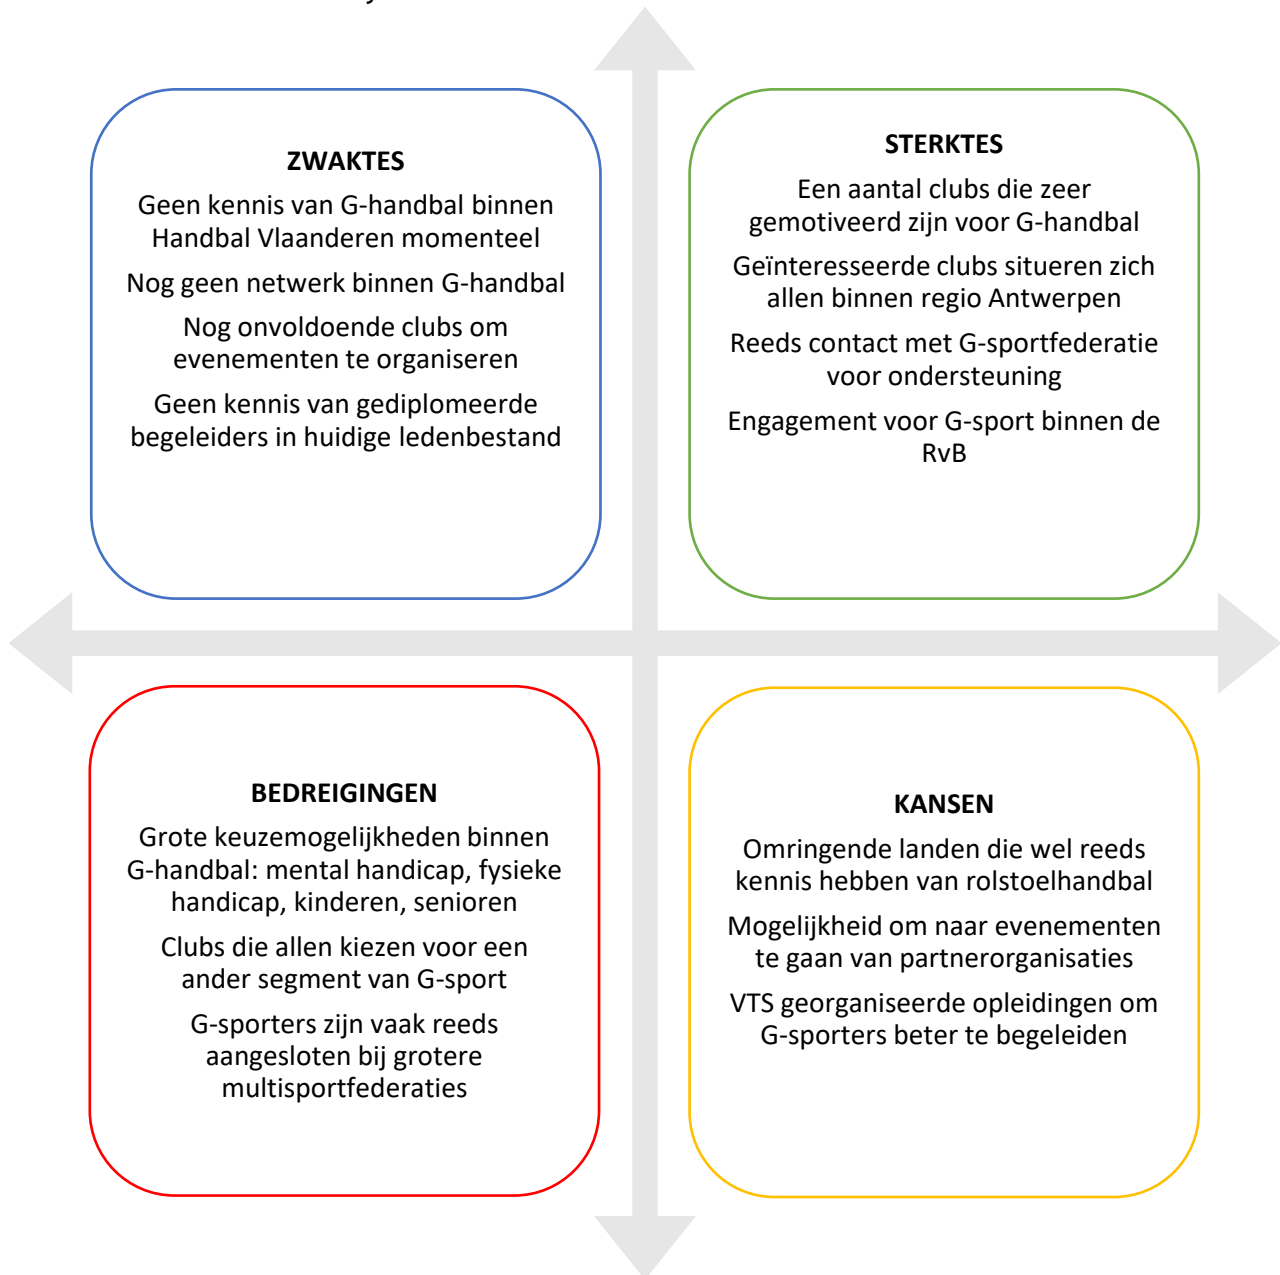 ZWAKTES
Geen kennis van G-handbal binnen
Handbal Vlaanderen momenteel
Nog geen netwerk binnen G-handbal
Nog onvoldoende clubs om
evenementen te organiseren
Geen kennis van gediplomeerde
begeleiders in huidige ledenbestand
STERKTES
Een aantal clubs die zeer
gemotiveerd zijn voor G-handbal
Geïnteresseerde clubs situeren zich
allen binnen regio Antwerpen
Reeds contact met G-sportfederatie
voor ondersteuning
Engagement voor G-sport binnen de
RvB
BEDREIGINGEN
Grote keuzemogelijkheden binnen
G-handbal: mental handicap, fysieke
handicap, kinderen, senioren
Clubs die allen kiezen voor een
ander segment van G-sport
G-sporters zijn vaak reeds
aangesloten bij grotere
multisportfederaties
KANSEN
Omringende landen die wel reeds
kennis hebben van rolstoelhandbal
Mogelijkheid om naar evenementen
te gaan van partnerorganisaties
VTS georganiseerde opleidingen om
G-sporters beter te begeleiden